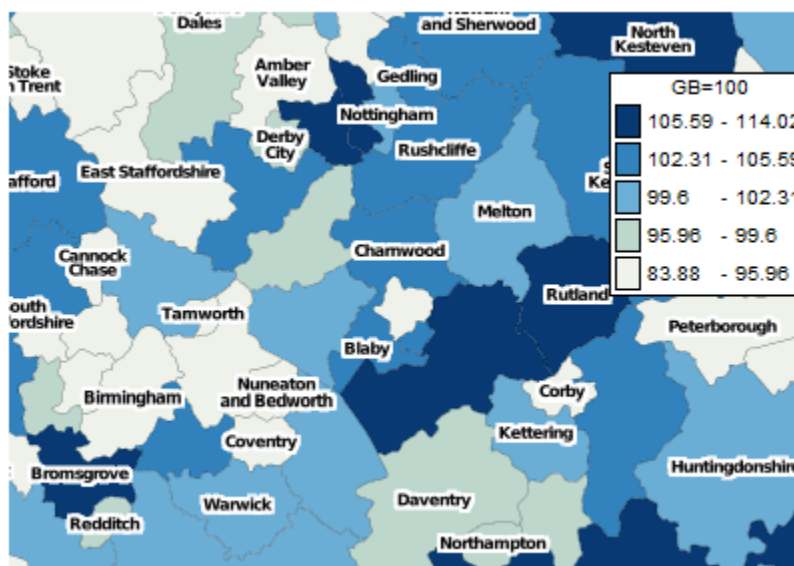 Dales
and Sherwood
North
Kesteven
Stoke
n Trent
Amber
Valley
Gedling
GB=100
105.59 - 114.02
102.31 - 105.59
99.6 - 102.31
95.96 - 99.6
83.88 - 95.96
Nottingham
Derby
City
Rushcliffe
East Staffordshire
afford
S
Ke
Melton
Cannock
Chase
Charnwood
Rutland
South
fordshire
Tamworth
Peterborough
Blaby
Birmingham
Nuneaton
and Bedworth
Corby
Coventry
Kettering
Bromsgrove
Huntingdonshire
Warwick
Daventry
Redditch
Northampton